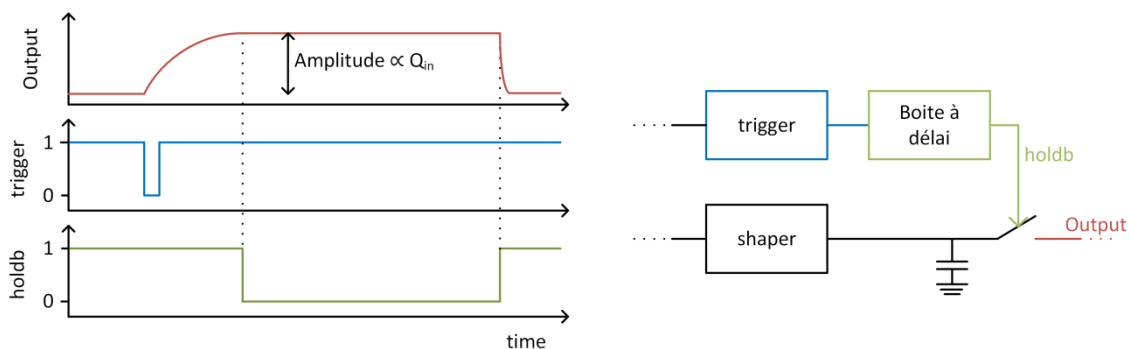 Output
Amplitude ∝ Qin
trigger
1
0
holdb
1
0
time
trigger
Boite à
délai
holdb
shaper
Output